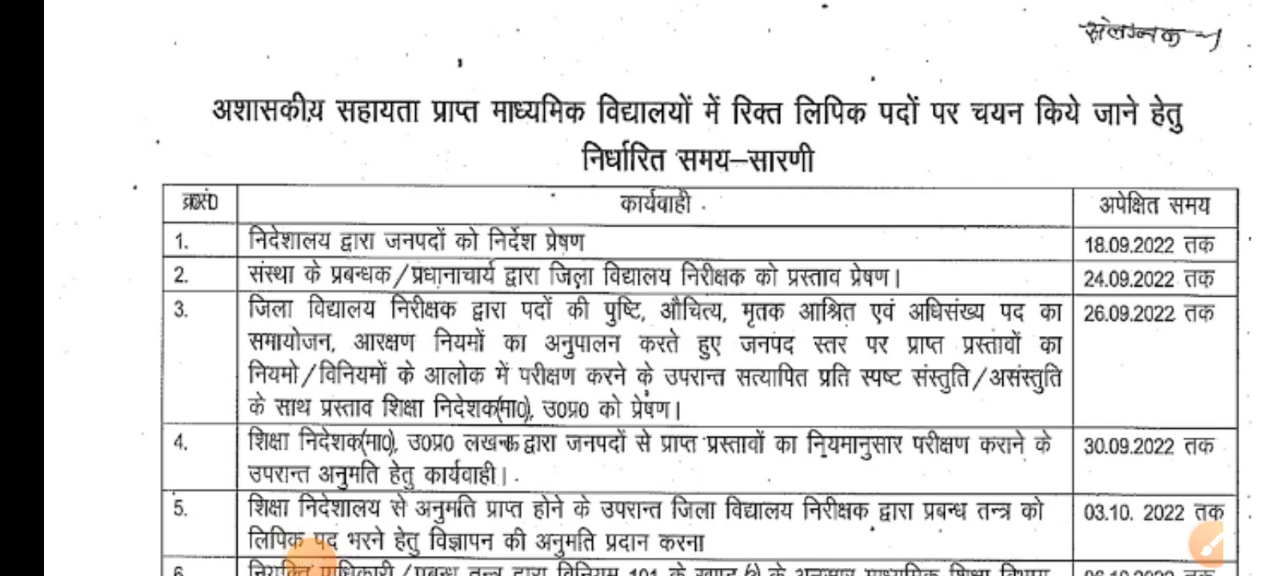 संलग्नक-1
अशासकीय सहायता प्राप्त माध्यमिक विद्यालयों में रिक्त लिपिक पदों पर चयन किये जाने हेतु
निर्धारित समय-सारणी
क्र0सं0 कार्यवाही अपेक्षित समय
1. निदेशालय द्वारा जनपदों को निर्देश प्रेषण 18.09.2022 तक
2. संस्था के प्रबन्धक/प्रधानाचार्य द्वारा जिला विद्यालय निरीक्षक को प्रस्ताव प्रेषण। 24.09.2022 तक
3. जिला विद्यालय निरीक्षक द्वारा पदों की पुष्टि, औचित्य, मृतक आश्रित एवं अधिसंख्य पद का 26.09.2022 तक
समायोजन, आरक्षण नियमों का अनुपालन करते हुए जनपद स्तर पर प्राप्त प्रस्तावों का
नियमो/विनियमों के आलोक में परीक्षण करने के उपरान्त सत्यापित प्रति स्पष्ट संस्तुति/असंस्तुति
के साथ प्रस्ताव शिक्षा निदेशक(मा0), उ0प्र0 को प्रेषण।
4. शिक्षा निदेशक(मा0), उ0प्र0 लखनऊ द्वारा जनपदों से प्राप्त प्रस्तावों का नियमानुसार परीक्षण कराने के 30.09.2022 तक
उपरान्त अनुमति हेतु कार्यवाही।
5. शिक्षा निदेशालय से अनुमति प्राप्त होने के उपरान्त जिला विद्यालय निरीक्षक द्वारा प्रबन्ध तन्त्र को 03.10. 2022 तक
लिपिक पद भरने हेतु विज्ञापन की अनुमति प्रदान करना